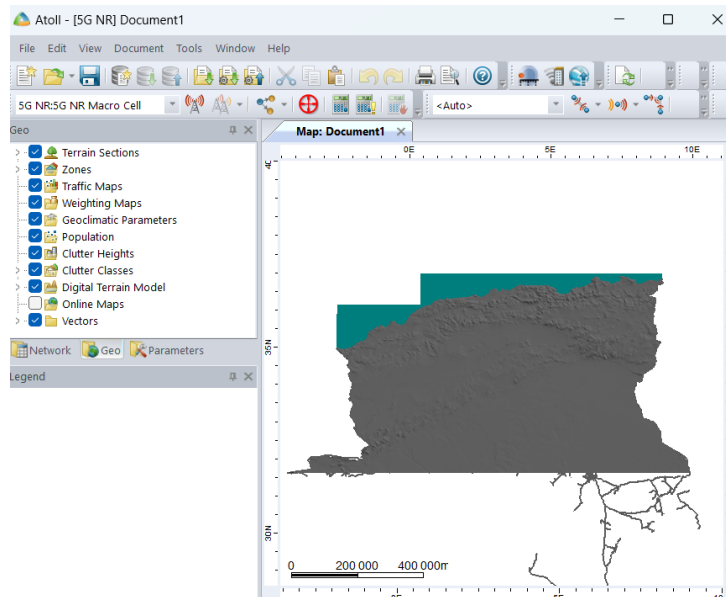 Atoll - [5G NR] Document1
File Edit View Document Tools Window Help
5G NR:5G NR Macro Cell <Auto>
Geo
Map: Document1
Terrain Sections
Zones
Traffic Maps
Weighting Maps
Geoclimatic Parameters
Population
Clutter Heights
Clutter Classes
Digital Terrain Model
Online Maps
Vectors
Network Geo Parameters
Legend
0E 5E 10E
35N
30N
0 200 000 400 000m